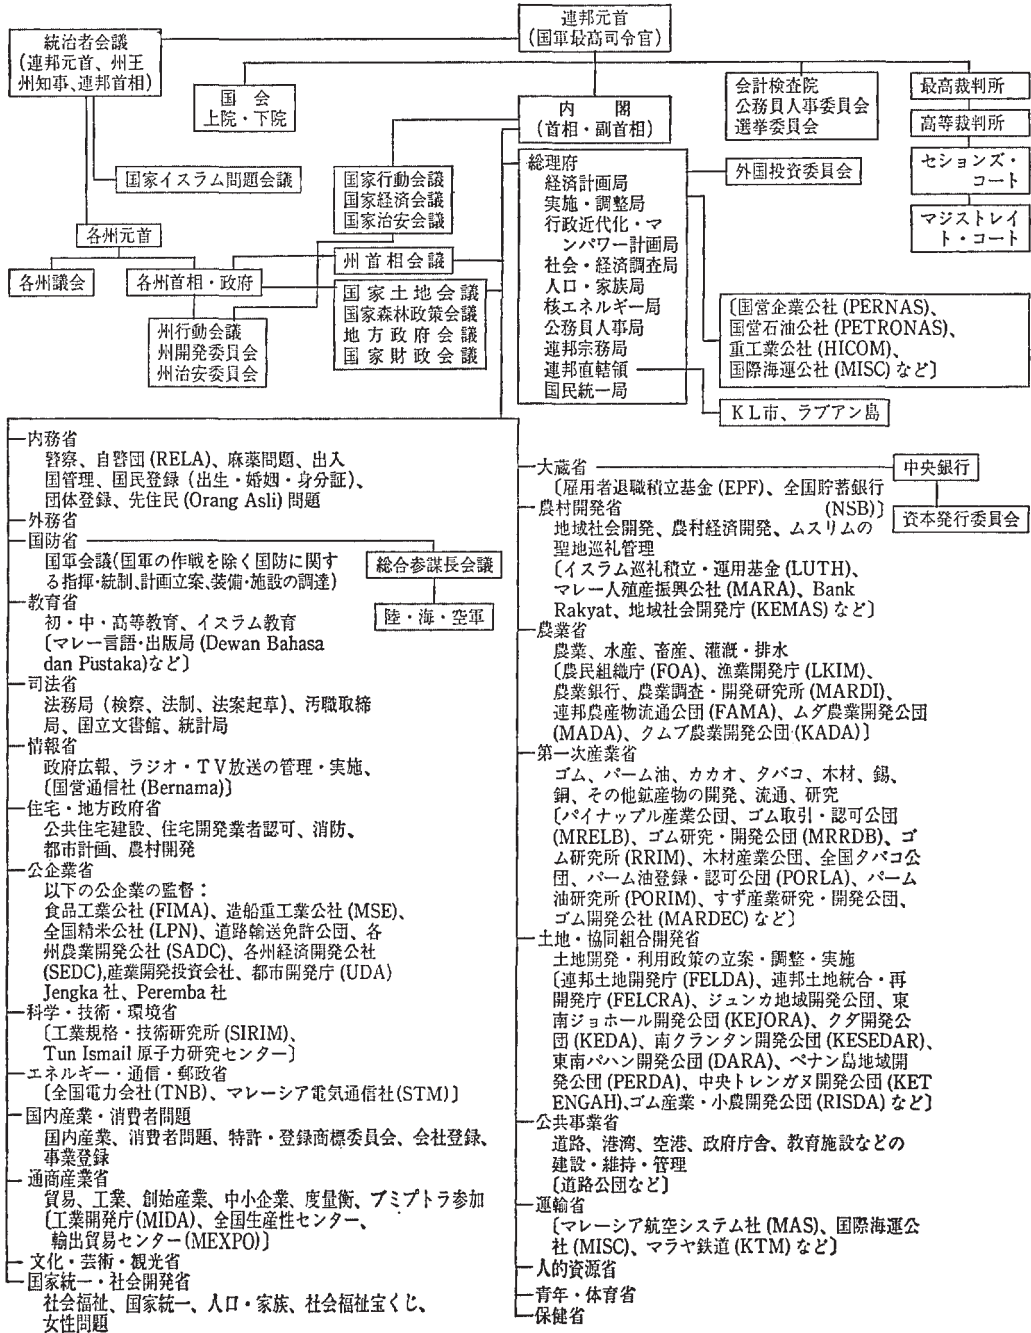 連邦元首
(国軍最高司令官)
統治者会議
(連邦元首、州王
州知事、連邦首相)
国 会
上院・下院
内 閣
(首相・副首相)
会計検査院
公務員人事委員会
選挙委員会
最高裁判所
高等裁判所
セションズ・
コート
マジストレイ
ト・コート
国家イスラム問題会議
国家行動会議
国家経済会議
国家治安会議
総理府
経済計画局
実施・調整局
行政近代化・マ
ンパワー計画局
社会・経済調査局
人口・家族局
核エネルギー局
公務員人事局
連邦宗務局
連邦直轄領
国民統一局
外国投資委員会
各州元首
各州議会
各州首相・政府
州首相会議
国家土地会議
国家森林政策会議
地方政府会議
国家財政会議
州行動会議
州開発委員会
州治安委員会
〔国営企業公社(PERNAS)、
国営石油公社(PETRONAS)、
重工業公社(HICOM)、
国際海運公社(MISC)など〕
KL市、ラブアン島
内務省
警察、自警団(RELA)、麻薬問題、出入
国管理、国民登録(出生・婚姻・身分証)、
団体登録、先住民(Orang Asli)問題
外務省
国防省
国軍会議(国軍の作戦を除く国防に関す
る指揮・統制、計画立案、装備・施設の調達)
総合参謀長会議
陸・海・空軍
教育省
初・中・高等教育、イスラム教育
〔マレー言語・出版局(Dewan Bahasa
dan Pustaka)など〕
司法省
法務局(検察、法制、法案起草)、汚職取締
局、国立文書館、統計局
情報省
政府広報、ラジオ・TV放送の管理・実施、
〔国営通信社(Bernama)〕
住宅・地方政府省
公共住宅建設、住宅開発業者認可、消防、
都市計画、農村開発
公企業省
以下の公企業の監督：
食品工業公社(FIMA)、造船重工業公社(MSE)、
全国精米公社(LPN)、道路輸送免許公団、各
州農業開発公社(SADC)、各州経済開発公社
(SEDC),産業開発投資会社、都市開発庁(UDA)
Jengka 社、Peremba 社
科学・技術・環境省
〔工業規格・技術研究所(SIRIM)、
Tun Ismail 原子力研究センター〕
エネルギー・通信・郵政省
〔全国電力会社(TNB)、マレーシア電気通信社(STM)〕
国内産業・消費者問題
国内産業、消費者問題、特許・登録商標委員会、会社登録、
事業登録
通商産業省
貿易、工業、創始産業、中小企業、度量衡、ブミプトラ参加
〔工業開発庁(MIDA)、全国生産性センター、
輸出貿易センター(MEXPO)〕
文化・芸術・観光省
国家統一・社会開発省
社会福祉、国家統一、人口・家族、社会福祉宝くじ、
女性問題
大蔵省
中央銀行
資本発行委員会
〔雇用者退職積立基金(EPF)、全国貯蓄銀行
(NSB)〕
農村開発省
地域社会開発、農村経済開発、ムスリムの
聖地巡礼管理
〔イスラム巡礼積立・運用基金(LUTH)、
マレー人殖産振興公社(MARA)、Bank
Rakyat、地域社会開発庁(KEMAS)など〕
農業省
農業、水産、畜産、灌漑・排水
〔農民組織庁(FOA)、漁業開発庁(LKIM)、
農業銀行、農業調査・開発研究所(MARDI)、
連邦農産物流通公団(FAMA)、ムダ農業開発公団
(MADA)、クムブ農業開発公団(KADA)〕
第一次産業省
ゴム、パーム油、カカオ、タバコ、木材、錫、
銅、その他鉱産物の開発、流通、研究
〔パイナップル産業公団、ゴム取引・認可公団
(MRELB)、ゴム研究・開発公団(MRRDB)、ゴ
ム研究所(RRIM)、木材産業公団、全国タバコ公
団、パーム油登録・認可公団(PORLA)、パーム
油研究所(PORIM)、すず産業研究・開発公団、
ゴム開発公社(MARDEC)など〕
土地・協同組合開発省
土地開発・利用政策の立案・調整・実施
〔連邦土地開発庁(FELDA)、連邦土地統合・再
開発庁(FELCRA)、ジュンカ地域開発公団、東
南ジョホール開発公団(KEJORA)、クダ開発公
団(KEDA)、南クランタン開発公団(KESEDAR)、
東南パハン開発公団(DARA)、ペナン島地域開
発公団(PERDA)、中央トレンガヌ開発公団(KET
ENGAH)、ゴム産業・小農開発公団(RISDA)など〕
公共事業省
道路、港湾、空港、政府庁舎、教育施設などの
建設・維持・管理
〔道路公団など〕
運輸省
〔マレーシア航空システム社(MAS)、国際海運公
社(MISC)、マラヤ鉄道(KTM)など〕
人的資源省
青年・体育省
保健省